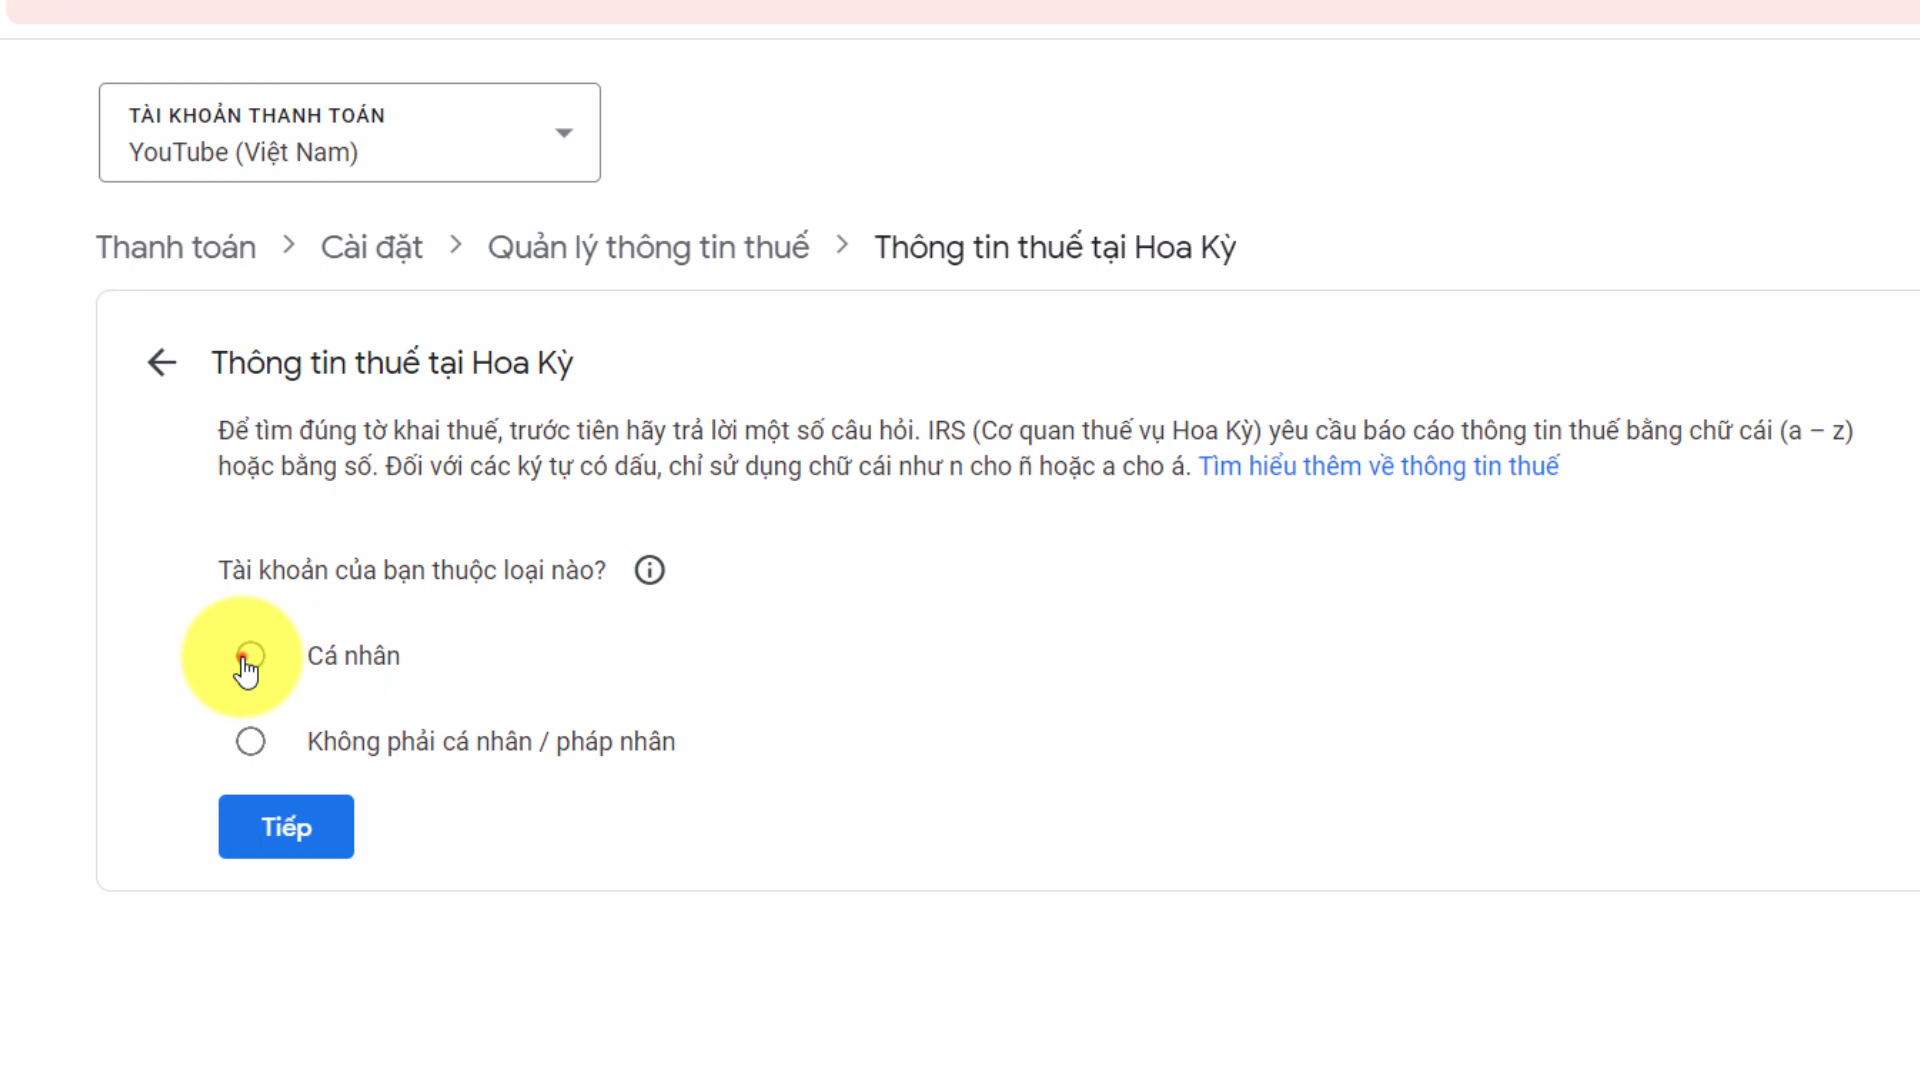 TÀI KHOẢN THANH TOÁN
YouTube (Việt Nam)
Thanh toán > Cài đặt > Quản lý thông tin thuế > Thông tin thuế tại Hoa Kỳ
Thông tin thuế tại Hoa Kỳ
Để tìm đúng tờ khai thuế, trước tiên hãy trả lời một số câu hỏi. IRS (Cơ quan thuế vụ Hoa Kỳ) yêu cầu báo cáo thông tin thuế bằng chữ cái (a – z)
hoặc bằng số. Đối với các ký tự có dấu, chỉ sử dụng chữ cái như n cho ñ hoặc a cho á. Tìm hiểu thêm về thông tin thuế
Tài khoản của bạn thuộc loại nào?
Cá nhân
Không phải cá nhân / pháp nhân
Tiếp